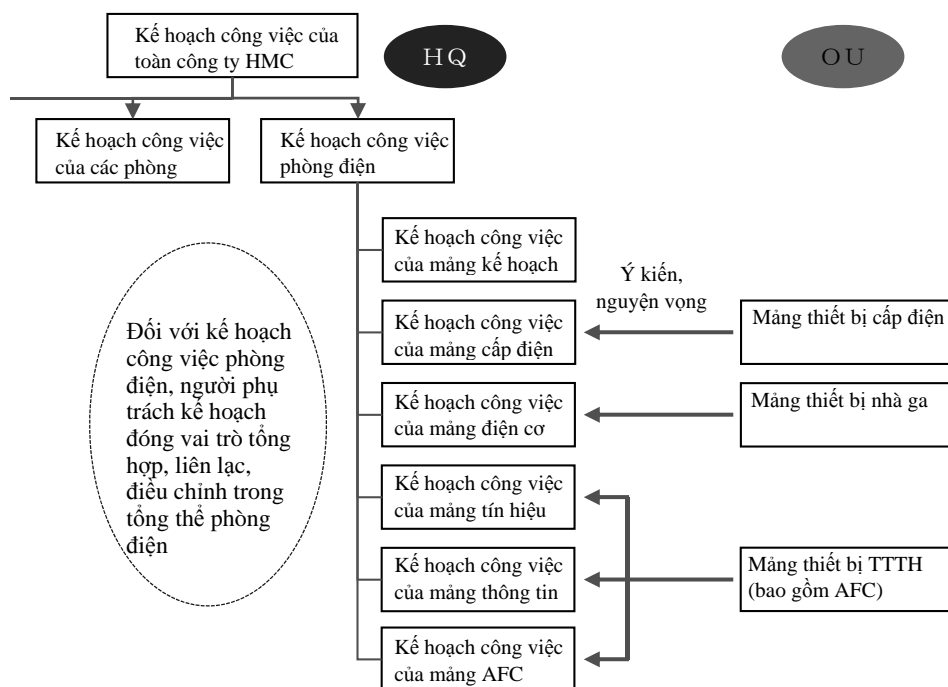 Kế hoạch công việc của
toàn công ty HMC
HQ
OU
Kế hoạch công việc
của các phòng
Kế hoạch công việc
phòng điện
Kế hoạch công việc
của mảng kế hoạch
Ý kiến,
nguyện vọng
Kế hoạch công việc
của mảng cấp điện
Mảng thiết bị cấp điện
Đối với kế hoạch
công việc phòng
điện, người phụ
trách kế hoạch
đóng vai trò tổng
hợp, liên lạc,
điều chỉnh trong
tổng thể phòng
điện
Kế hoạch công việc
của mảng điện cơ
Mảng thiết bị nhà ga
Kế hoạch công việc
của mảng tín hiệu
Kế hoạch công việc
của mảng thông tin
Mảng thiết bị TTTH
(bao gồm AFC)
Kế hoạch công việc
của mảng AFC